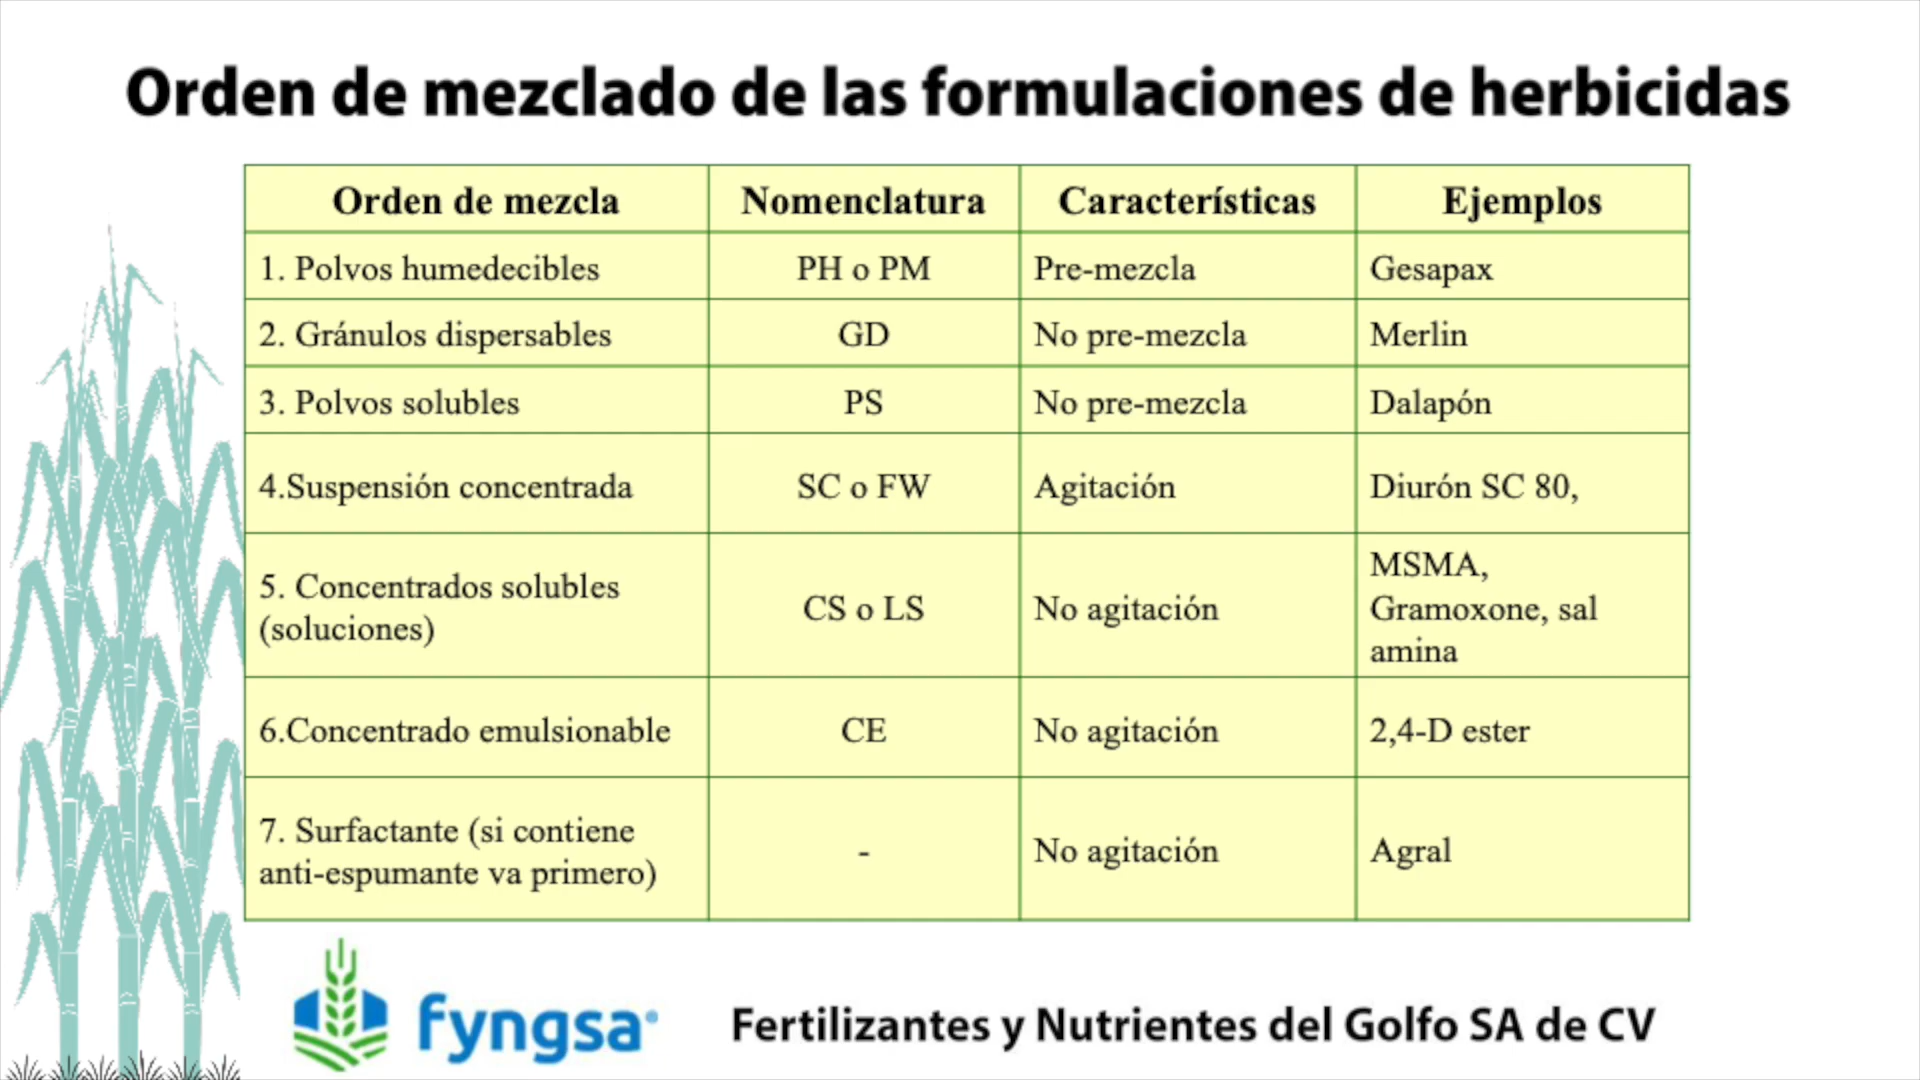 Orden de mezclado de las formulaciones de herbicidas
Orden de mezcla Nomenclatura Características Ejemplos
1. Polvos humedecibles PH o PM Pre-mezcla Gesapax
2. Gránulos dispersables GD No pre-mezcla Merlin
3. Polvos solubles PS No pre-mezcla Dalapón
4.Suspensión concentrada SC o FW Agitación Diurón SC 80,
5. Concentrados solubles
(soluciones) CS o LS No agitación MSMA,
Gramoxone, sal
amina
6.Concentrado emulsionable CE No agitación 2,4-D ester
7. Surfactante (si contiene
anti-espumante va primero) - No agitación Agral
fyngsa
Fertilizantes y Nutrientes del Golfo SA de CV